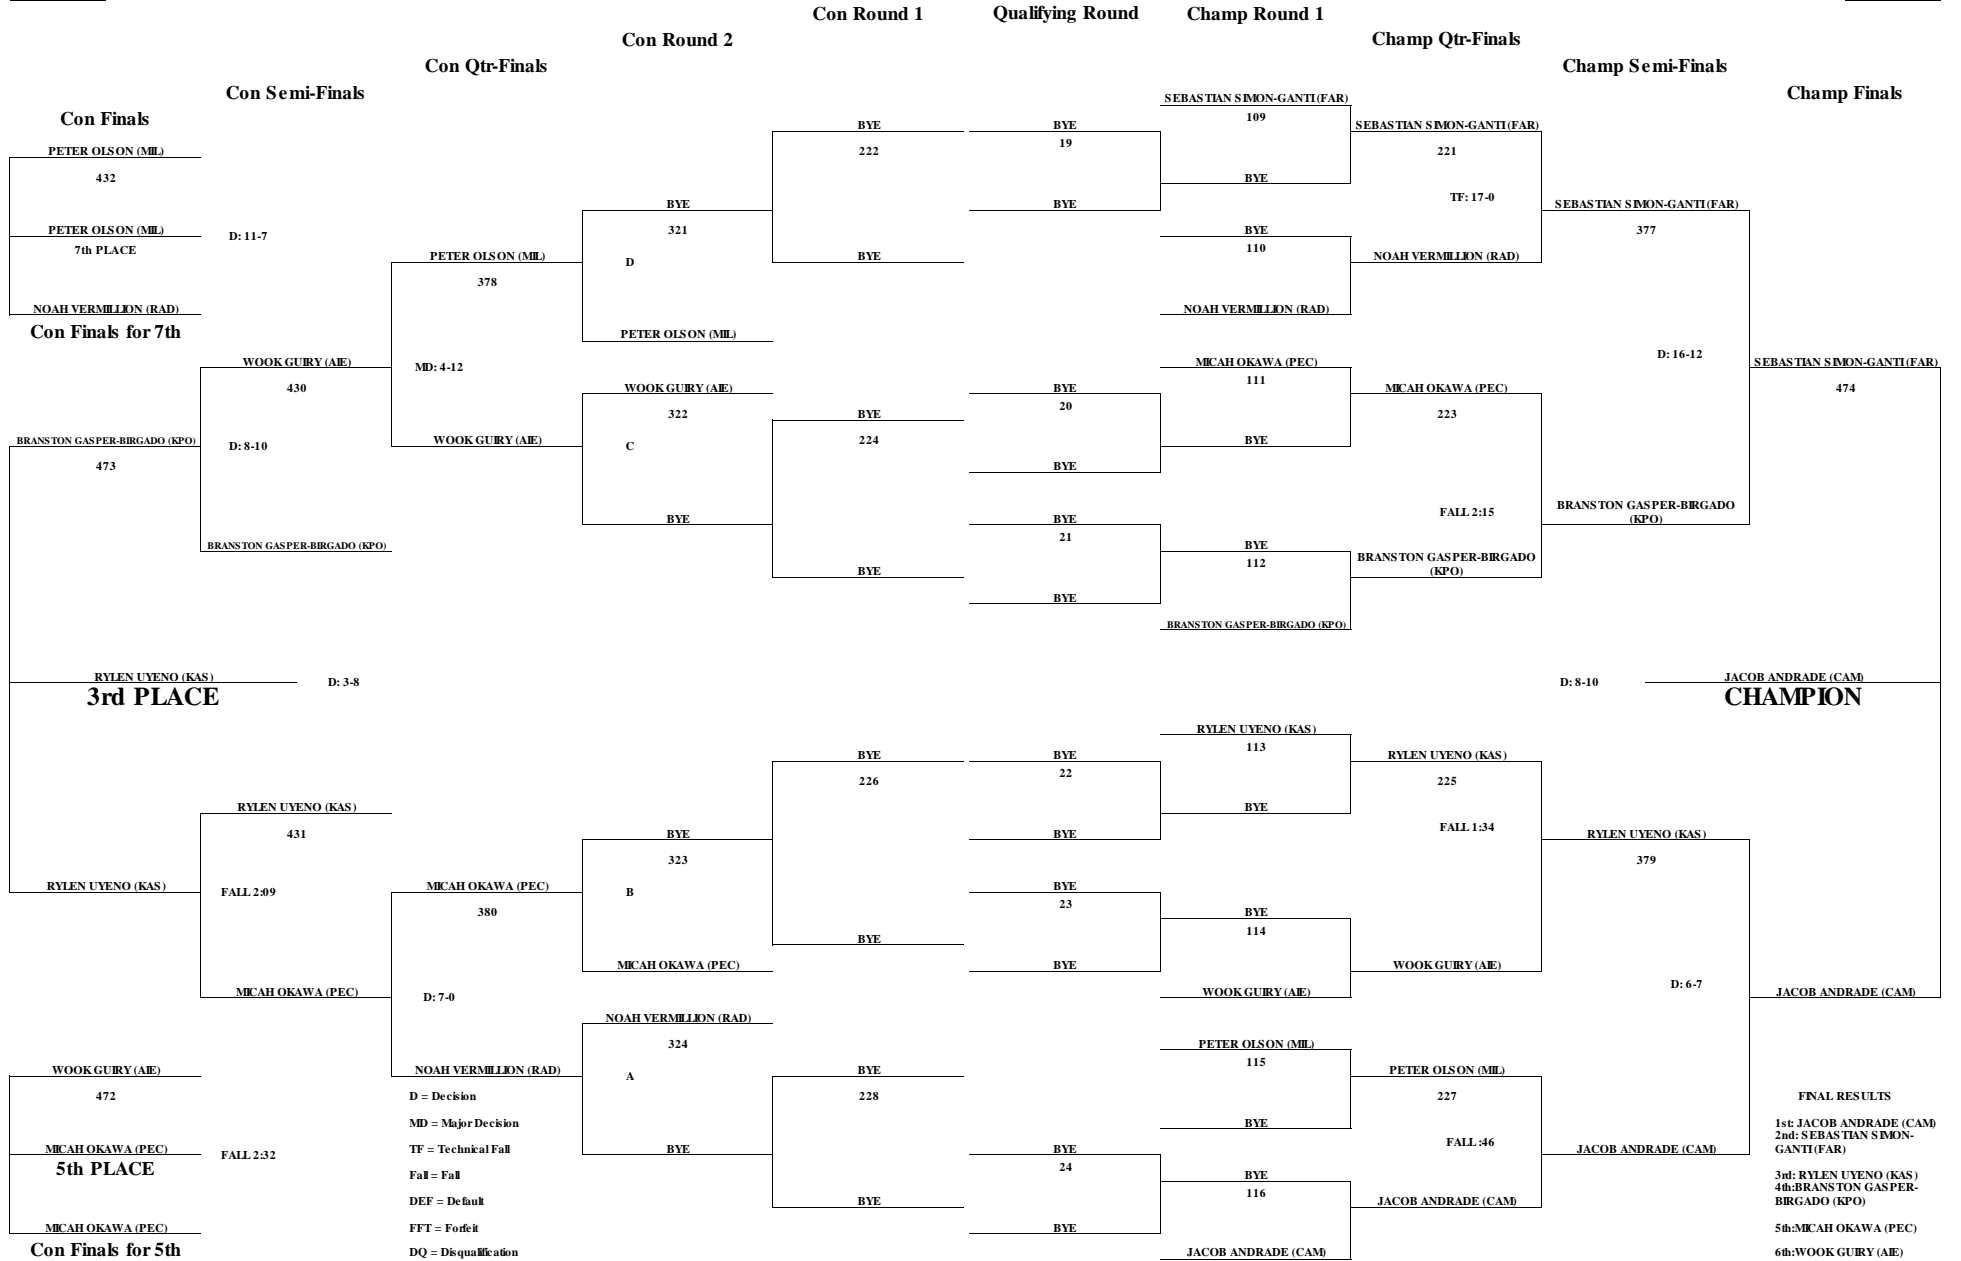 Con Round 1
Qualifying Round
Champ Round 1
Con Round 2
Champ Qtr-Finals
Con Qtr-Finals
Champ Semi-Finals
Con Semi-Finals
Champ Finals
Con Finals
PETER OLSON (MIL)
432
PETER OLSON (MIL)
7th PLACE
D: 11-7
NOAH VERMILLION (RAD)
Con Finals for 7th
WOOK GUIRY (AIE)
430
BRANSTON GASPER-BIRGADO (KPO)
473
D: 8-10
BRANSTON GASPER-BIRGADO (KPO)
RYLEN UYENO (KAS)
3rd PLACE
D: 3-8
RYLEN UYENO (KAS)
431
RYLEN UYENO (KAS)
FALL 2:09
MICAH OKAWA (PEC)
WOOK GUIRY (AIE)
472
MICAH OKAWA (PEC)
5th PLACE
FALL 2:32
MICAH OKAWA (PEC)
Con Finals for 5th
PETER OLSON (MIL)
378
MD: 4-12
WOOK GUIRY (AIE)
MICAH OKAWA (PEC)
380
D: 7-0
NOAH VERMILLION (RAD)
D = Decision
MD = Major Decision
TF = Technical Fall
Fall = Fall
DEF = Default
FFT = Forfeit
DQ = Disqualification
BYE
321
D
PETER OLSON (MIL)
WOOK GUIRY (AIE)
322
C
BYE
BYE
323
B
MICAH OKAWA (PEC)
NOAH VERMILLION (RAD)
324
A
BYE
BYE
222
BYE
BYE
224
BYE
BYE
226
BYE
BYE
228
BYE
BYE
19
BYE
BYE
20
BYE
BYE
21
BYE
BYE
22
BYE
BYE
23
BYE
BYE
24
BYE
SEBASTIAN SIMON-GANTI (FAR)
109
BYE
BYE
110
NOAH VERMILLION (RAD)
MICAH OKAWA (PEC)
111
BYE
BYE
112
BRANSTON GASPER-BIRGADO (KPO)
RYLEN UYENO (KAS)
113
BYE
BYE
114
WOOK GUIRY (AIE)
PETER OLSON (MIL)
115
BYE
BYE
116
JACOB ANDRADE (CAM)
SEBASTIAN SIMON-GANTI (FAR)
221
TF: 17-0
NOAH VERMILLION (RAD)
MICAH OKAWA (PEC)
223
FALL 2:15
BRANSTON GASPER-BIRGADO
(KPO)
RYLEN UYENO (KAS)
225
FALL 1:34
WOOK GUIRY (AIE)
PETER OLSON (MIL)
227
FALL :46
JACOB ANDRADE (CAM)
SEBASTIAN SIMON-GANTI (FAR)
377
D: 16-12
BRANSTON GASPER-BIRGADO
(KPO)
RYLEN UYENO (KAS)
379
D: 6-7
JACOB ANDRADE (CAM)
SEBASTIAN SIMON-GANTI (FAR)
474
D: 8-10
JACOB ANDRADE (CAM)
CHAMPION
JACOB ANDRADE (CAM)
FINAL RESULTS
1st: JACOB ANDRADE (CAM)
2nd: SEBASTIAN SIMON-
GANTI (FAR)
3rd: RYLEN UYENO (KAS)
4th:BRANSTON GASPER-
BIRGADO (KPO)
5th:MICAH OKAWA (PEC)
6th:WOOK GUIRY (AIE)